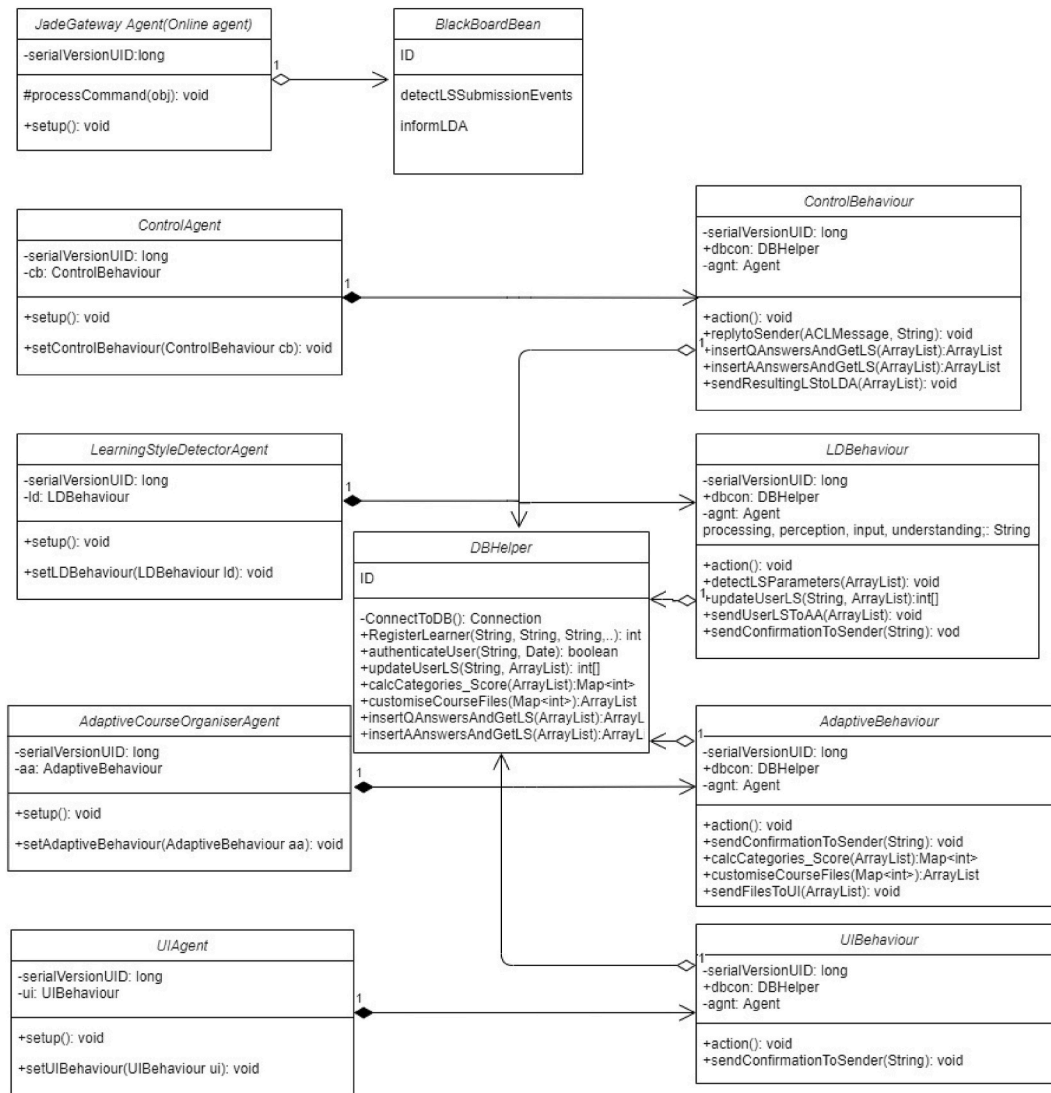 JadeGateway Agent(Online agent)
-serialVersionUID:long
#processCommand(obj): void
+setup(): void
1
BlackBoardBean
ID
detectLSSubmissionEvents
informLDA
ControlAgent
-serialVersionUID: long
-cb: ControlBehaviour
+setup(): void
+setControlBehaviour(ControlBehaviour cb): void
1
ControlBehaviour
-serialVersionUID: long
+dbcon: DBHelper
-agnt: Agent
+action(): void
+replytoSender(ACLMessage, String): void
1
+insertQAnswersAndGetLS(ArrayList):ArrayList
+insertAAnswersAndGetLS(ArrayList):ArrayList
+sendResultingLStoLDA(ArrayList): void
LearningStyleDetectorAgent
-serialVersionUID: long
-ld: LDBehaviour
+setup(): void
+setLDBehaviour(LDBehaviour ld): void
1
LDBehaviour
-serialVersionUID: long
+dbcon: DBHelper
-agnt: Agent
processing, perception, input, understanding;: String
+action(): void
+detectLSParameters(ArrayList): void
1
+updateUserLS(String, ArrayList):int[]
+sendUserLSToAA(ArrayList): void
+sendConfirmationToSender(String): vod
DBHelper
ID
-ConnectToDB(): Connection
+RegisterLearner(String, String, String,..): int
+authenticateUser(String, Date): boolean
+updateUserLS(String, ArrayList): int[]
+calcCategories_Score(ArrayList):Map<int>
+customiseCourseFiles(Map<int>):ArrayList
+insertQAnswersAndGetLS(ArrayList):ArrayL
+insertAAnswersAndGetLS(ArrayList):ArrayLi
AdaptiveCourseOrganiserAgent
-serialVersionUID: long
-aa: AdaptiveBehaviour
+setup(): void
+setAdaptiveBehaviour(AdaptiveBehaviour aa): void
1
AdaptiveBehaviour
1
-serialVersionUID: long
+dbcon: DBHelper
-agnt: Agent
+action(): void
+sendConfirmationToSender(String): void
+calcCategories_Score(ArrayList):Map<int>
+customiseCourseFiles(Map<int>):ArrayList
+sendFilesToUI(ArrayList): void
UIAgent
-serialVersionUID: long
-ui: UIBehaviour
+setup(): void
+setUIBehaviour(UIBehaviour ui): void
1
UIBehaviour
1
-serialVersionUID: long
+dbcon: DBHelper
-agnt: Agent
+action(): void
+sendConfirmationToSender(String): void